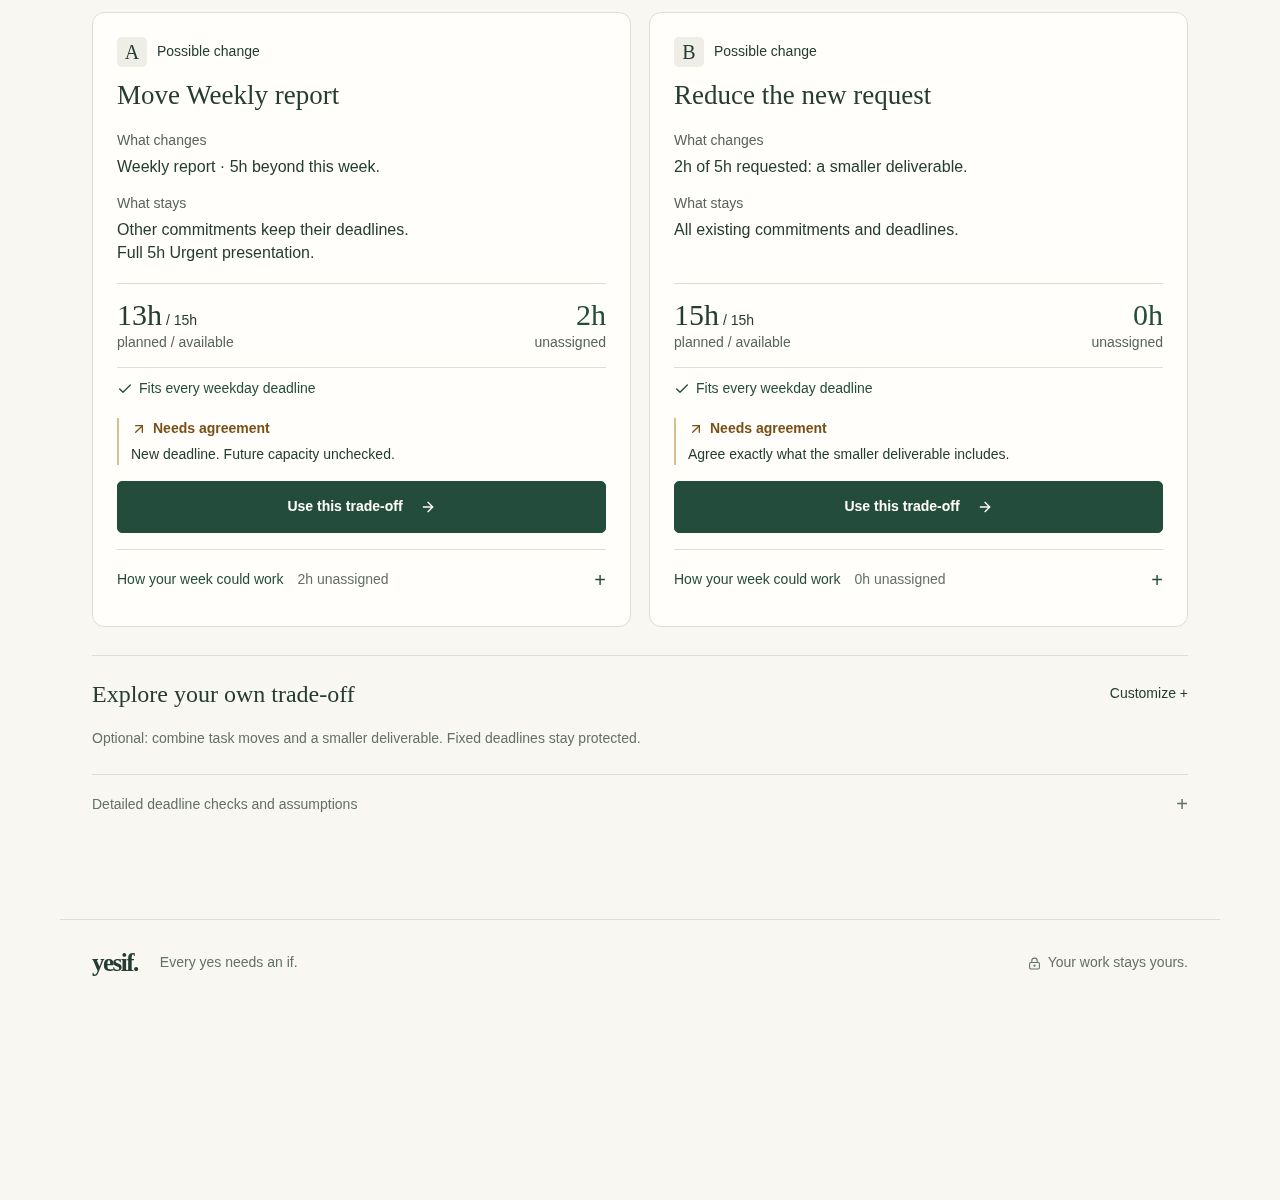 A Possible change
Move Weekly report
What changes
Weekly report · 5h beyond this week.
What stays
Other commitments keep their deadlines.
Full 5h Urgent presentation.
13h / 15h
planned / available
2h
unassigned
Fits every weekday deadline
Needs agreement
New deadline. Future capacity unchecked.
Use this trade-off
How your week could work 2h unassigned +
B Possible change
Reduce the new request
What changes
2h of 5h requested: a smaller deliverable.
What stays
All existing commitments and deadlines.
15h / 15h
planned / available
0h
unassigned
Fits every weekday deadline
Needs agreement
Agree exactly what the smaller deliverable includes.
Use this trade-off
How your week could work 0h unassigned +
Explore your own trade-off
Customize +
Optional: combine task moves and a smaller deliverable. Fixed deadlines stay protected.
Detailed deadline checks and assumptions +
yesif. Every yes needs an if.
Your work stays yours.